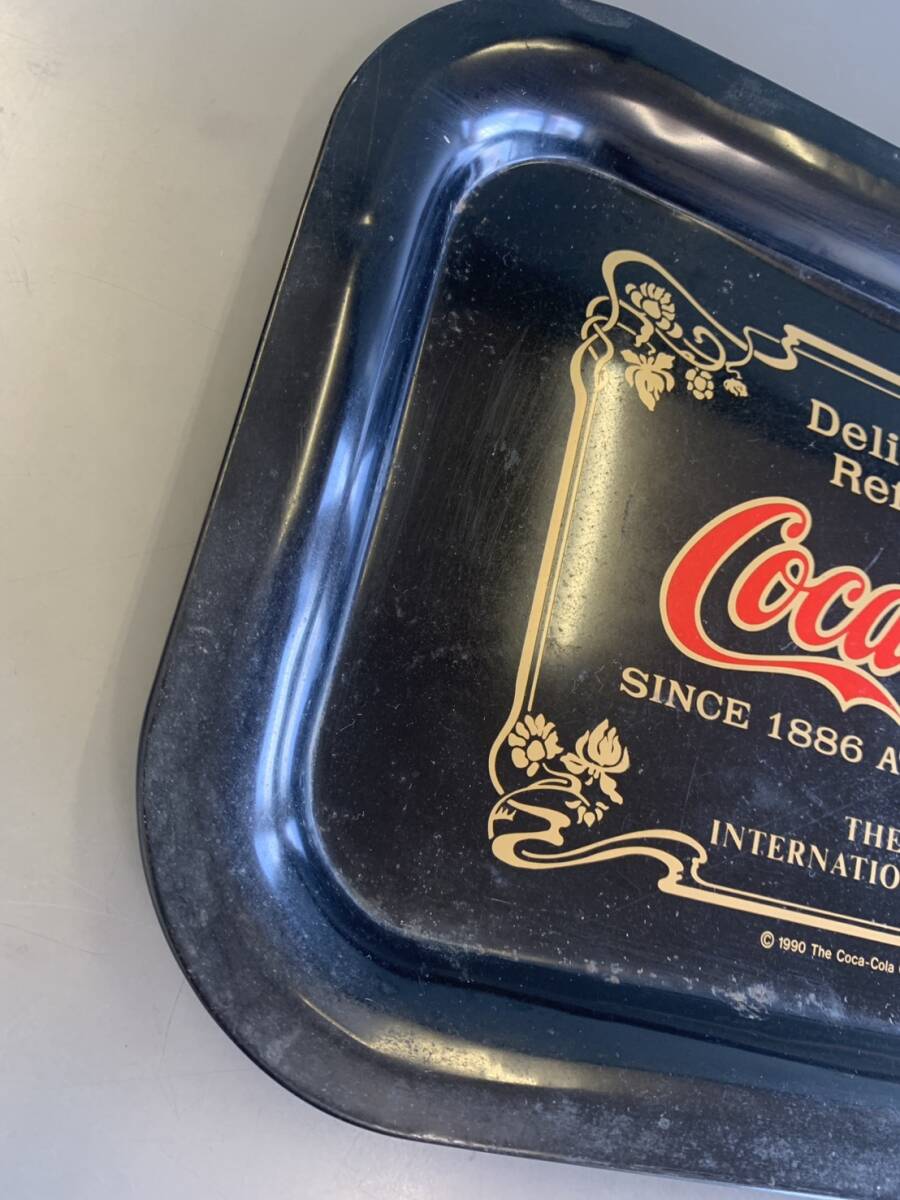 Deli
Ref
Coca
SINCE 1886 A
THE
INTERNATIO
© 1990 The Coca-Cola